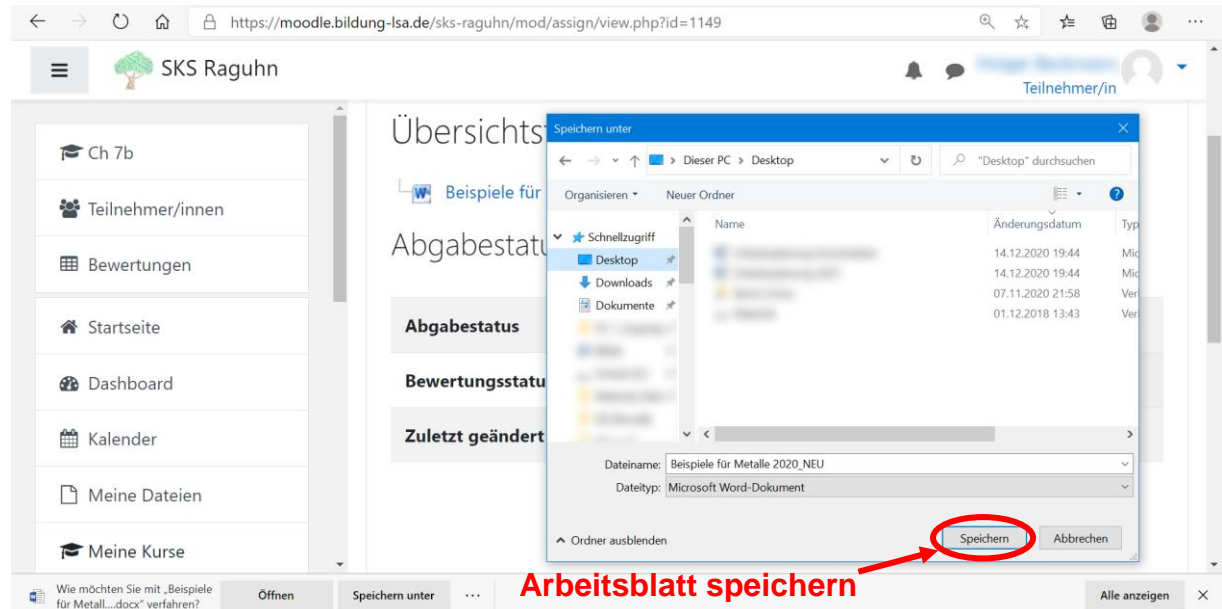 https://moodle.bildung-lsa.de/sks-raguhn/mod/assign/view.php?id=1149
SKS Raguhn
Teilnehmer/in
Ch 7b
Teilnehmer/innen
Bewertungen
Startseite
Dashboard
Kalender
Meine Dateien
Meine Kurse
Übersichts
Beispiele für
Abgabestatu
Abgabestatus
Bewertungsstatu
Zuletzt geändert
Speichern unter
Dieser PC > Desktop
"Desktop" durchsuchen
Organisieren
Neuer Ordner
Name
Änderungsdatum
Typ
Schnellzugriff
Desktop
Downloads
Dokumente
14.12.2020 19:44 Mic
14.12.2020 19:44 Mic
07.11.2020 21:58 Ver
01.12.2018 13:43 Ver
Dateiname: Beispiele für Metalle 2020_NEU
Dateityp: Microsoft Word-Dokument
Ordner ausblenden
Speichern
Abbrechen
Arbeitsblatt speichern
Wie möchten Sie mit „Beispiele
für Metall....docx" verfahren?
Öffnen
Speichern unter
...
Alle anzeigen